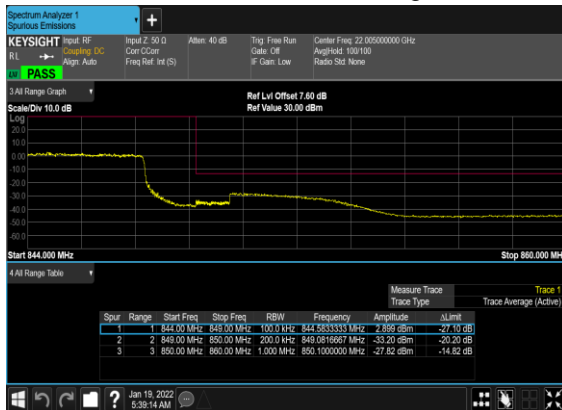 Spectrum Analyzer 1
Spurious Emissions
+
KEYSIGHT Input: RF Input Z: 50 Ω Atten: 40 dB Trig: Free Run Center Freq: 22.005000000 GHz
RL Coupling: DC Corr CCorr Gate: Off Avg|Hold: 100/100
Align: Auto Freq Ref: Int (S) IF Gain: Low Radio Std: None
PASS
3 All Range Graph
Ref Lvl Offset 7.60 dB
Scale/Div 10.0 dB Ref Value 30.00 dBm
Log
20.0
10.0
0.00
-10.0
-20.0
-30.0
-40.0
-50.0
-60.0
Start 844.000 MHz Stop 860.000 MH
4 All Range Table
Measure Trace Trace 1
Trace Type Trace Average (Active)
Spur Range Start Freq Stop Freq RBW Frequency Amplitude ΔLimit
1 1 844.00 MHz 849.00 MHz 100.0 kHz 844.5833333 MHz 2.899 dBm -27.10 dB
2 2 849.00 MHz 850.00 MHz 200.0 kHz 849.0816667 MHz -33.20 dBm -20.20 dB
3 3 850.00 MHz 860.00 MHz 1.000 MHz 850.1000000 MHz -27.82 dBm -14.82 dB
? Jan 19, 2022
5:39:14 AM